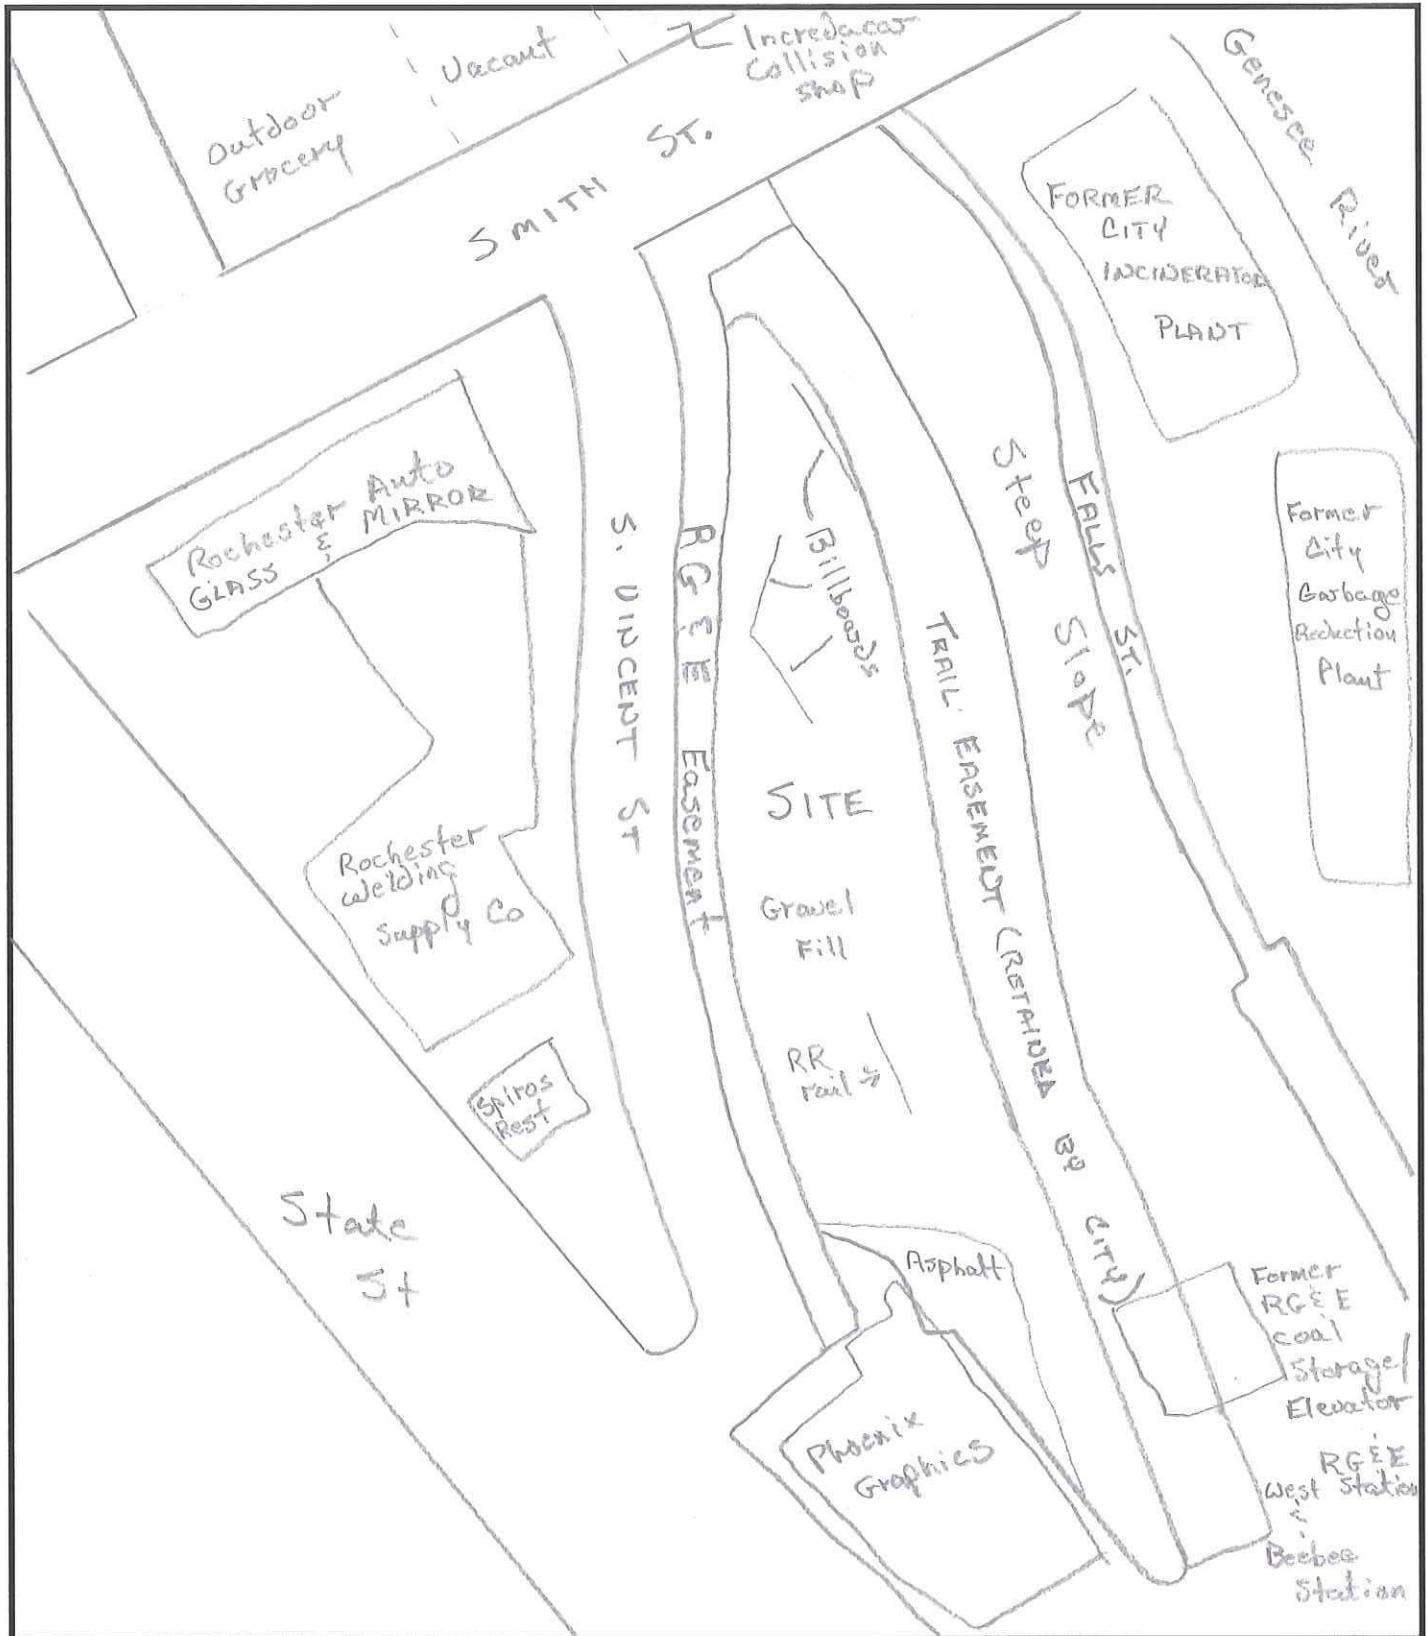 Vacant
Incredacar
Collision
shop
Outdoor
Grocery
SMITH ST.
Genesee River
FORMER
CITY
INCINERATOR
PLANT
Rochester Auto
GLASS & MIRROR
S. VINCENT ST
RG&E Easement
Billboards
Steep Slope
FALLS ST.
Former
City
Garbage
Reduction
Plant
TRAIL EASEMENT (RETAINED BY CITY)
SITE
Gravel
Fill
Rochester
Welding
Supply Co
RR
rail
Spiros
Rest
State
St
Asphalt
Former
RG&E
coal
Storage/
Elevator
&
RG&E
West Station
&
Beebee
Station
Phoenix
Graphics